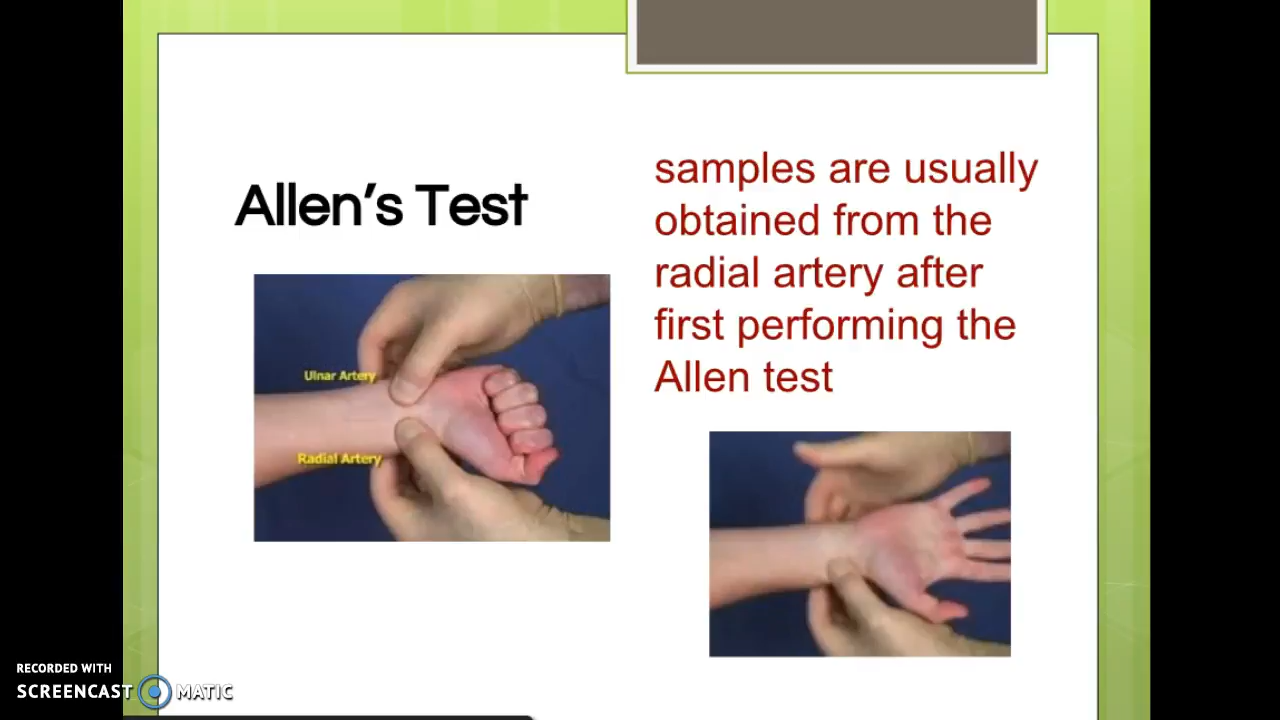 Allen’s Test
Ulnar Artery
Radial Artery
samples are usually
obtained from the
radial artery after
first performing the
Allen test
RECORDED WITH
SCREENCAST MATIC